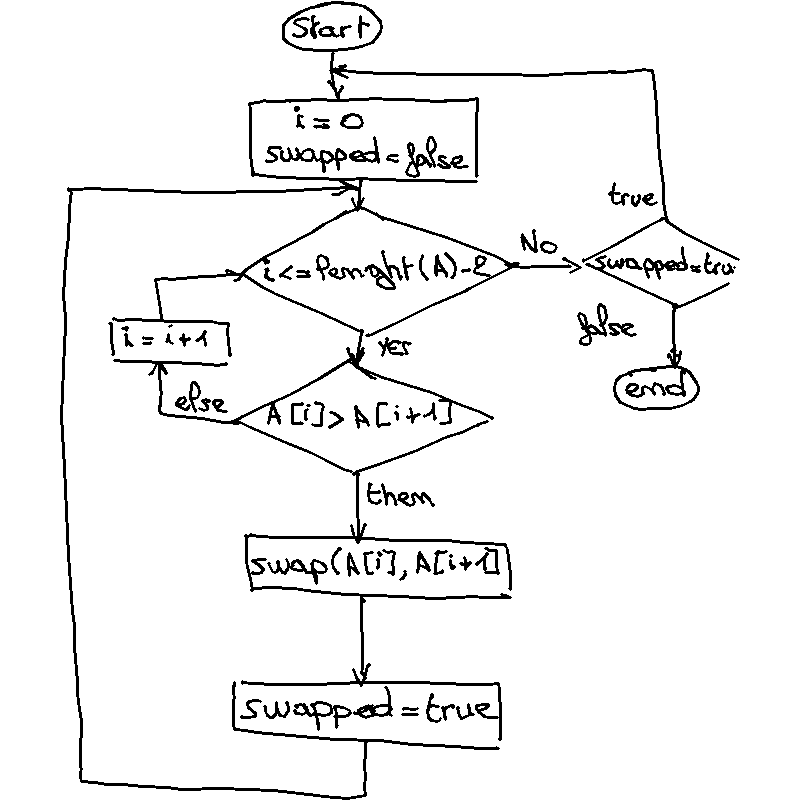 Start
i = 0
swapped = false
true
No
i <= lenght(A)-2
swapped=tru
i = i+1
false
yes
end
else
A[i] > A[i+1]
then
swap(A[i], A[i+1]
swapped = true